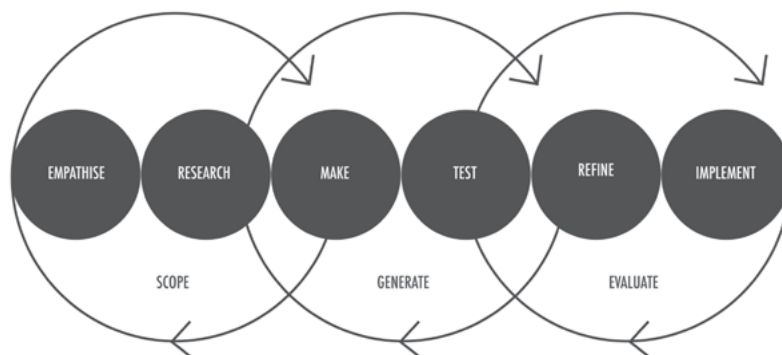 EMPATHISE RESEARCH MAKE TEST REFINE IMPLEMENT
SCOPE GENERATE EVALUATE